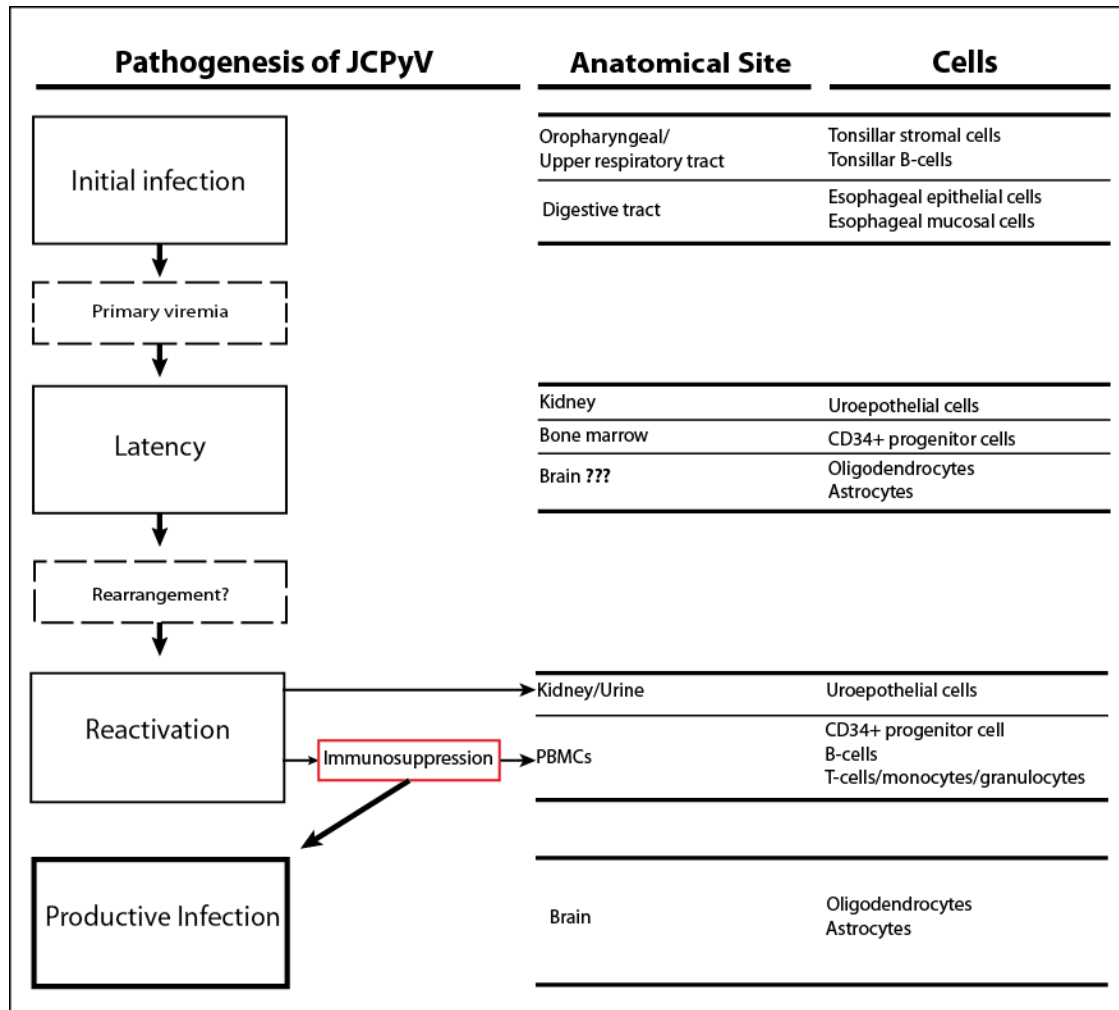 Pathogenesis of JCPyV
Anatomical Site
Cells
Initial infection
Oropharyngeal/
Upper respiratory tract
Tonsillar stromal cells
Tonsillar B-cells
Digestive tract
Esophageal epithelial cells
Esophageal mucosal cells
Primary viremia
Latency
Kidney
Uroepothelial cells
Bone marrow
CD34+ progenitor cells
Brain ???
Oligodendrocytes
Astrocytes
Rearrangement?
Reactivation
Kidney/Urine
Uroepothelial cells
Immunosuppression
PBMCs
CD34+ progenitor cell
B-cells
T-cells/monocytes/granulocytes
Productive Infection
Brain
Oligodendrocytes
Astrocytes